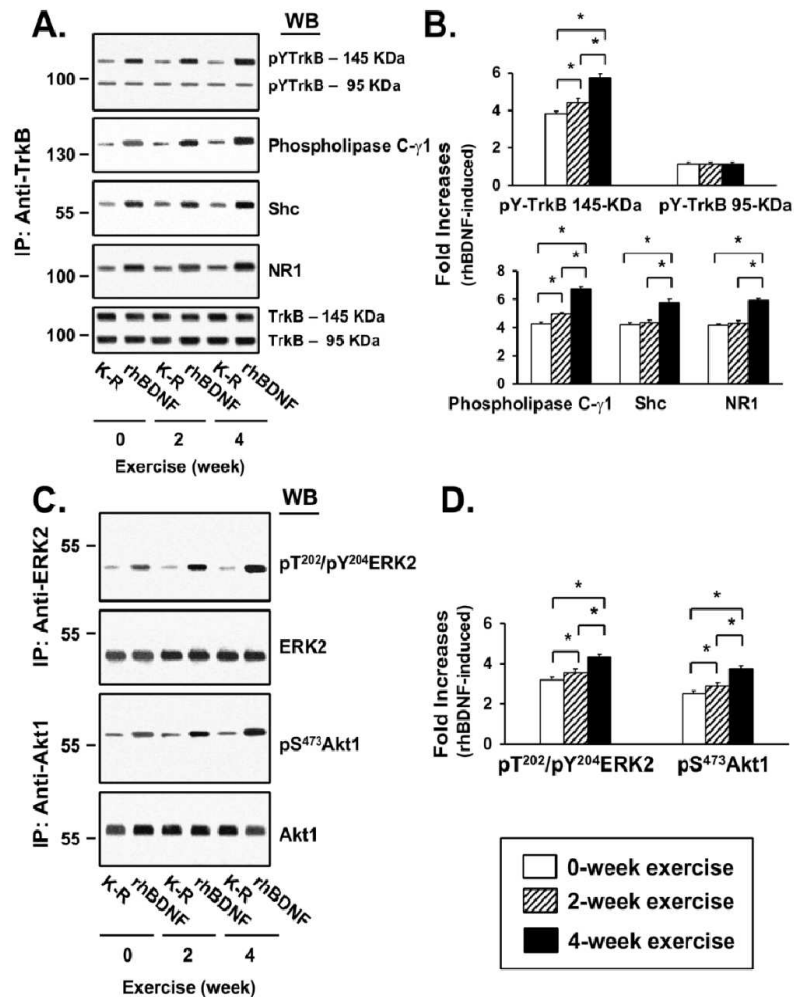 A.
WB
pYTrkB – 145 KDa
100
pYTrkB – 95 KDa
Phospholipase C-γ1
130
Shc
55
NR1
100
TrkB – 145 KDa
100
TrkB – 95 KDa
IP: Anti-TrkB
K-R rhBDNF K-R rhBDNF K-R rhBDNF
0 2 4
Exercise (week)
B.
Fold Increases
(rhBDNF-induced)
*
*
* *
6
4
2
0
pY-TrkB 145-KDa pY-TrkB 95-KDa
* * *
* * * *
8
6
4
2
0
Phospholipase C-γ1 Shc NR1
C.
WB
55
pT²⁰²/pY²⁰⁴ERK2
IP: Anti-ERK2
55
ERK2
55
pS⁴⁷³Akt1
IP: Anti-Akt1
55
Akt1
K-R rhBDNF K-R rhBDNF K-R rhBDNF
0 2 4
Exercise (week)
D.
Fold Increases
(rhBDNF-induced)
* *
* * * *
6
4
2
0
pT²⁰²/pY²⁰⁴ERK2 pS⁴⁷³Akt1
0-week exercise
2-week exercise
4-week exercise